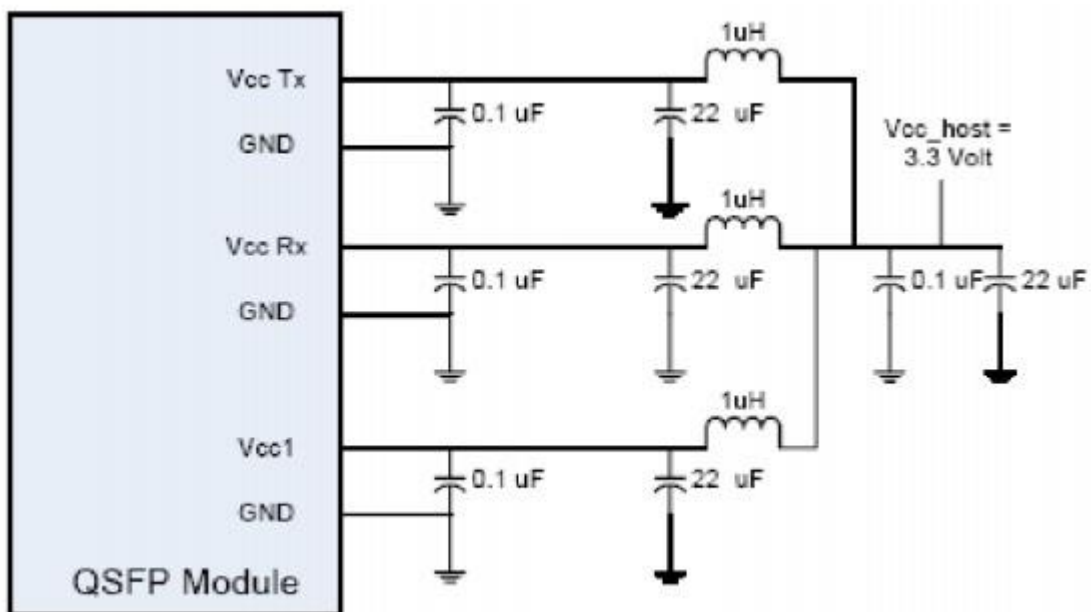 1uH
Vcc Tx
0.1 uF
22 uF
GND
Vcc_host =
3.3 Volt
1uH
Vcc Rx
0.1 uF
22 uF
0.1 uF
22 uF
GND
1uH
Vcc1
0.1 uF
22 uF
GND
QSFP Module